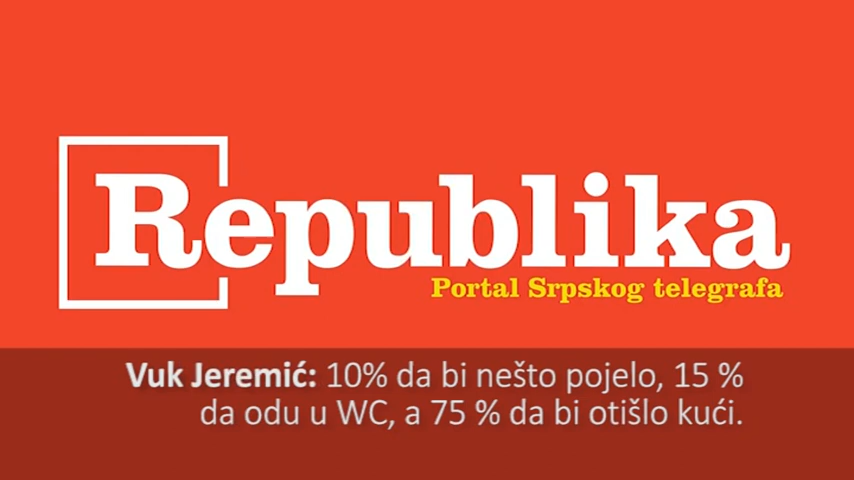 Republika
Portal Srpskog telegrafa
Vuk Jeremić: 10% da bi nešto pojelo, 15 %
da odu u WC, a 75 % da bi otišlo kući.